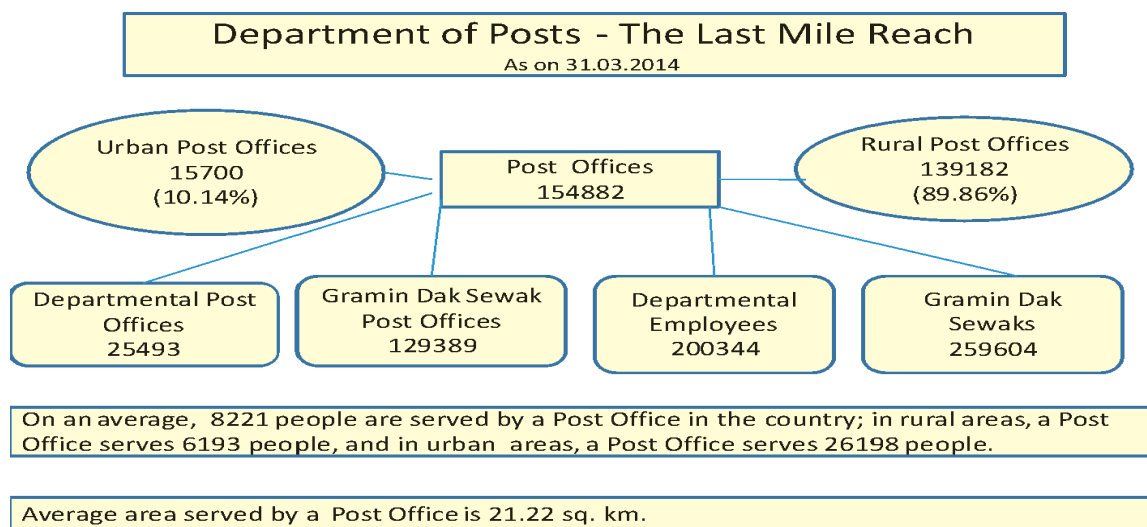 Department of Posts - The Last Mile Reach
As on 31.03.2014
Urban Post Offices
15700
(10.14%)
Post Offices
154882
Rural Post Offices
139182
(89.86%)
Departmental Post
Offices
25493
Gramin Dak Sewak
Post Offices
129389
Departmental
Employees
200344
Gramin Dak
Sewaks
259604
On an average, 8221 people are served by a Post Office in the country; in rural areas, a Post
Office serves 6193 people, and in urban areas, a Post Office serves 26198 people.
Average area served by a Post Office is 21.22 sq. km.